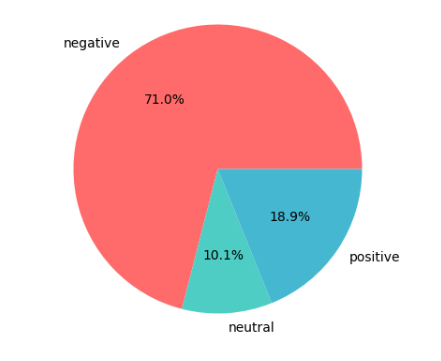 negative
71.0%
18.9%
10.1%
positive
neutral